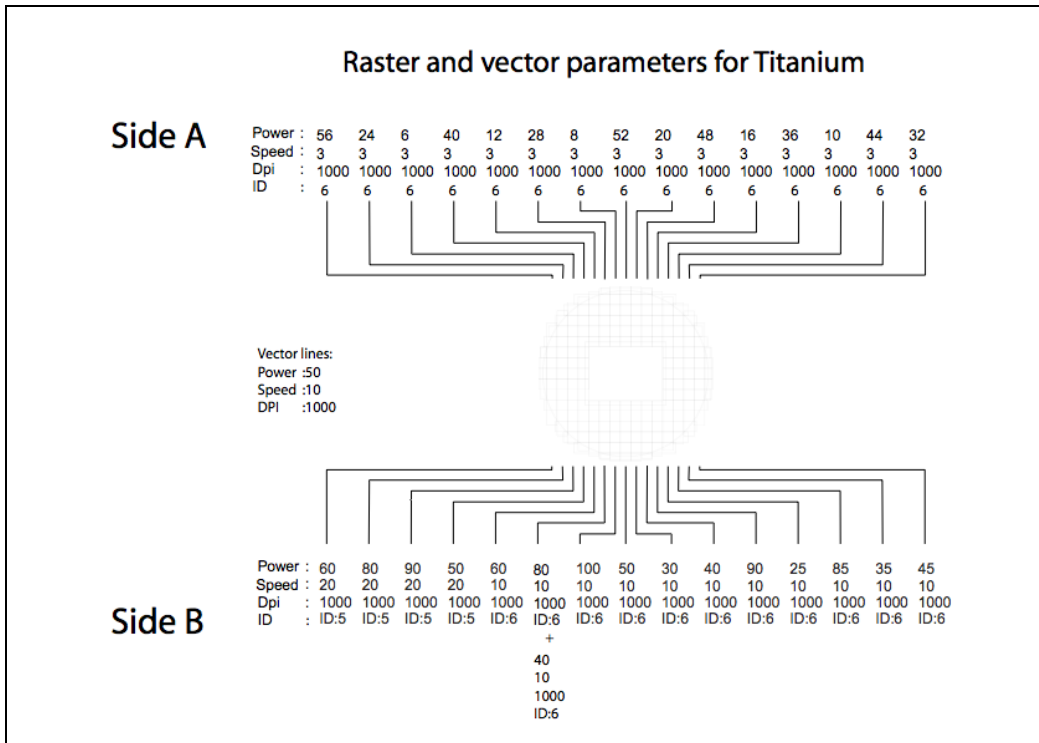 Raster and vector parameters for Titanium
Side A
Power : 56 24 6 40 12 28 8 52 20 48 16 36 10 44 32
Speed : 3 3 3 3 3 3 3 3 3 3 3 3 3 3 3
Dpi : 1000 1000 1000 1000 1000 1000 1000 1000 1000 1000 1000 1000 1000 1000 1000
ID : 6 6 6 6 6 6 6 6 6 6 6 6 6 6 6
Vector lines:
Power :50
Speed :10
DPI :1000
Side B
Power : 60 80 90 50 60 80 100 50 30 40 90 25 85 35 45
Speed : 20 20 20 20 10 10 10 10 10 10 10 10 10 10 10
Dpi : 1000 1000 1000 1000 1000 1000 1000 1000 1000 1000 1000 1000 1000 1000 1000
ID : ID:5 ID:5 ID:5 ID:5 ID:6 ID:6 ID:6 ID:6 ID:6 ID:6 ID:6 ID:6 ID:6 ID:6 ID:6
+
40
10
1000
ID:6